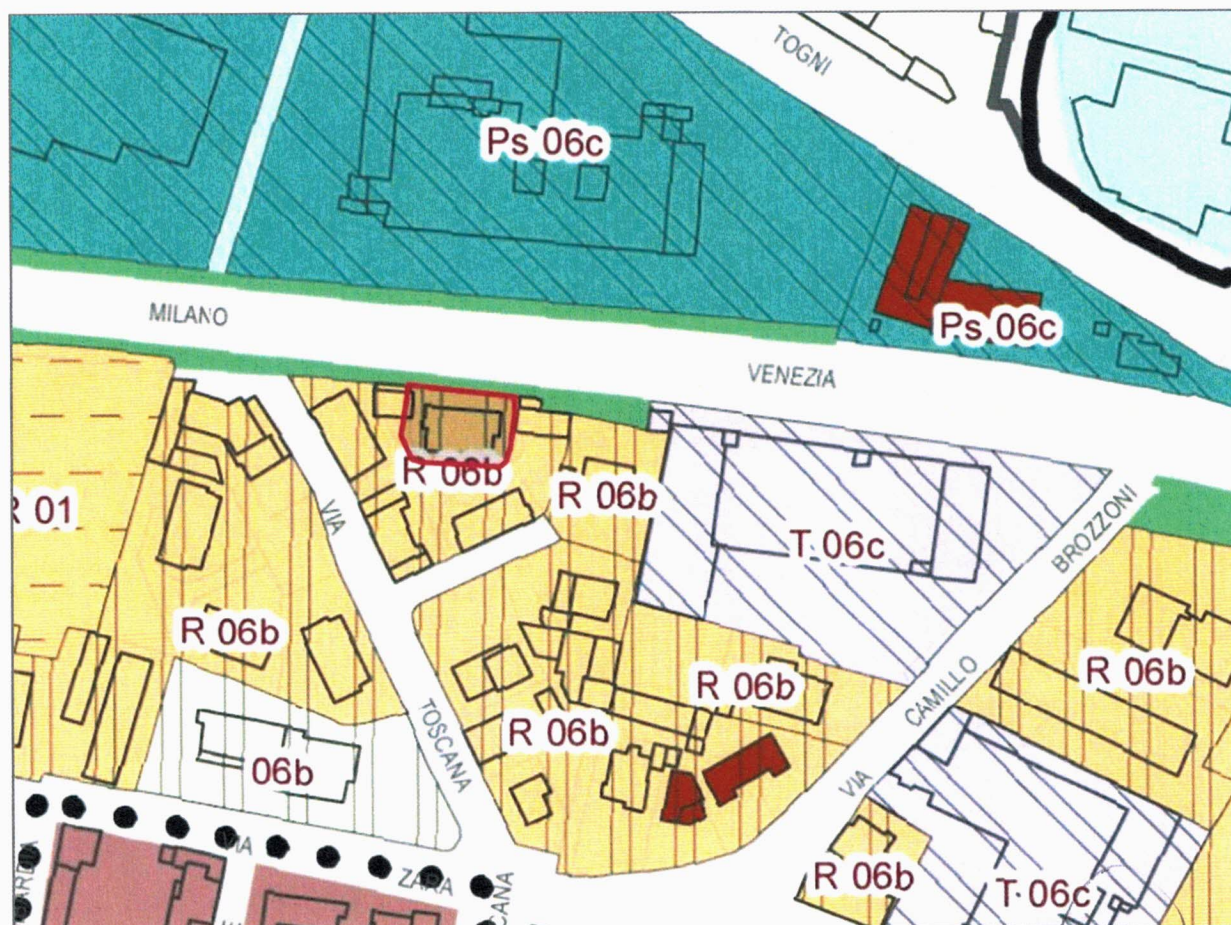 TOGNI
Ps 06c
Ps 06c
MILANO
VENEZIA
R 06b
R 06b
R 01
VIA
T 06c
BROZZONI
R 06b
R 06b
R 06b
CAMILLO
TOSCANA
R 06b
06b
VIA
VIA
ZARA
R 06b
T 06c